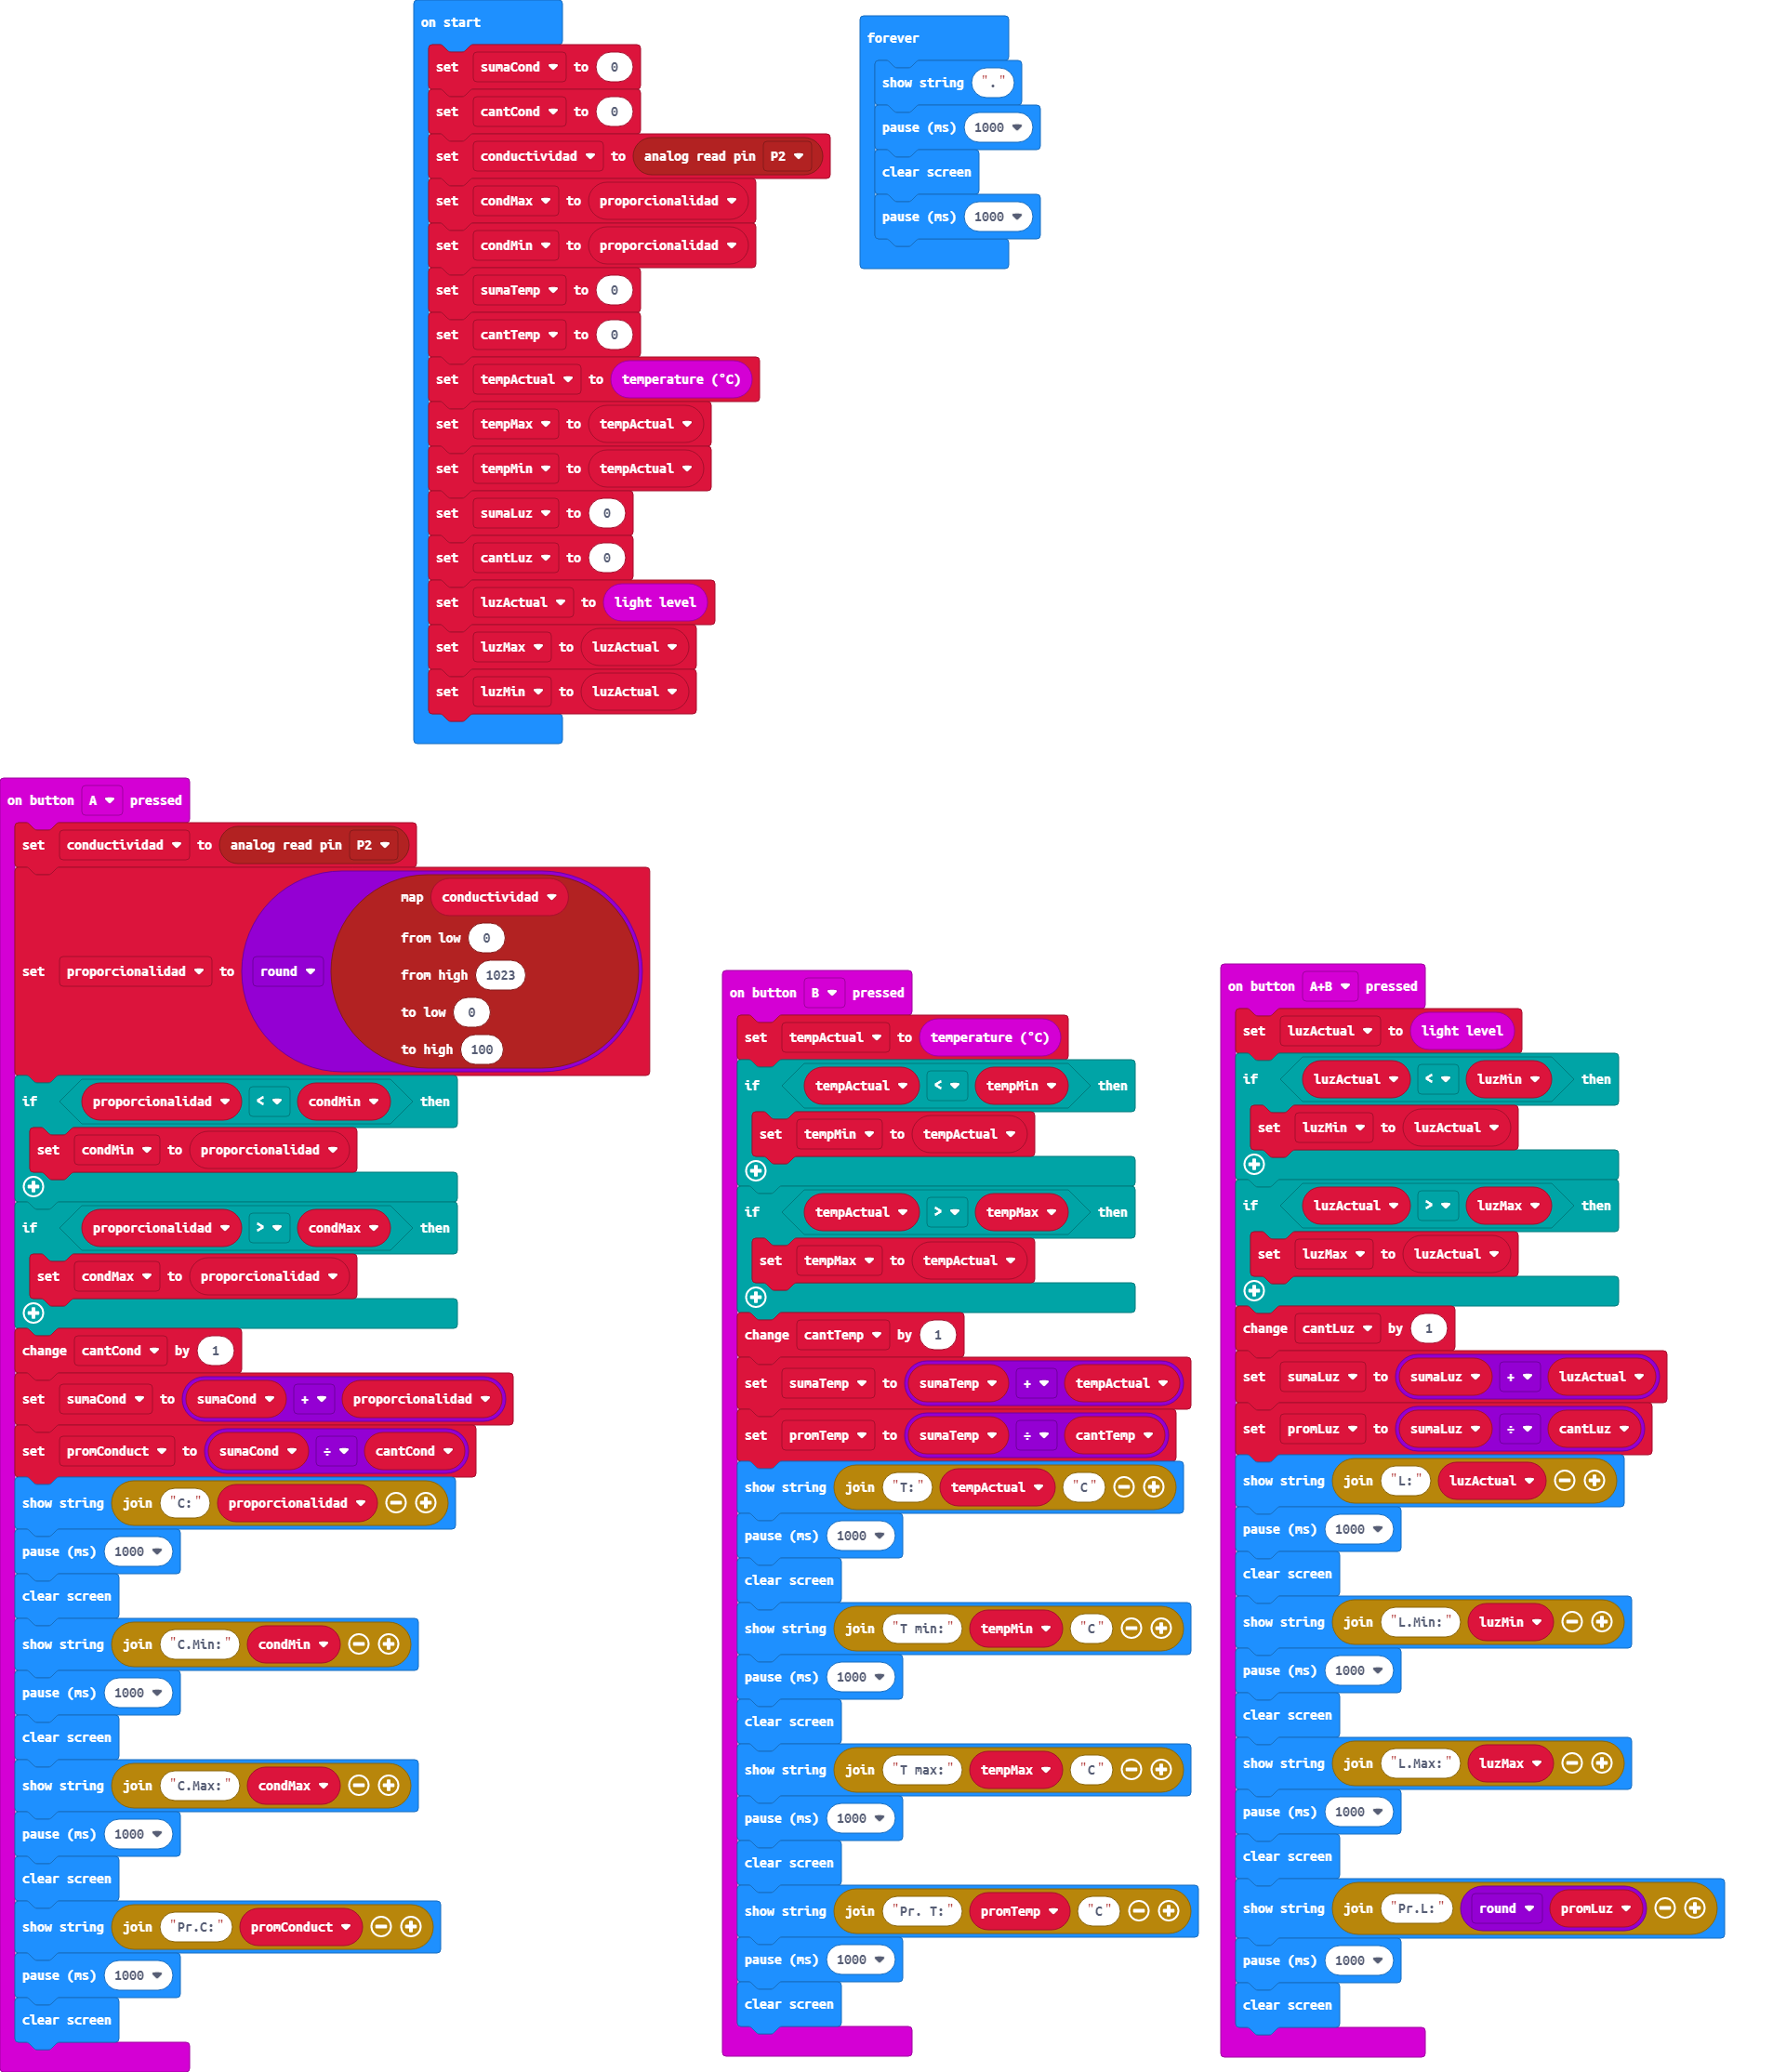 on start
set sumaCond to 0
set cantCond to 0
set conductividad to analog read pin P2
set condMax to proporcionalidad
set condMin to proporcionalidad
set sumaTemp to 0
set cantTemp to 0
set tempActual to temperature (°C)
set tempMax to tempActual
set tempMin to tempActual
set sumaLuz to 0
set cantLuz to 0
set luzActual to light level
set luzMax to luzActual
set luzMin to luzActual
forever
show string "."
pause (ms) 1000
clear screen
pause (ms) 1000
on button A pressed
set conductividad to analog read pin P2
set proporcionalidad to round
map conductividad
from low 0
from high 1023
to low 0
to high 100
if proporcionalidad < condMin then
set condMin to proporcionalidad
if proporcionalidad > condMax then
set condMax to proporcionalidad
change cantCond by 1
set sumaCond to sumaCond + proporcionalidad
set promConduct to sumaCond ÷ cantCond
show string join "C:" proporcionalidad
pause (ms) 1000
clear screen
show string join "C.Min:" condMin
pause (ms) 1000
clear screen
show string join "C.Max:" condMax
pause (ms) 1000
clear screen
show string join "Pr.C:" promConduct
pause (ms) 1000
clear screen
on button B pressed
set tempActual to temperature (°C)
if tempActual < tempMin then
set tempMin to tempActual
if tempActual > tempMax then
set tempMax to tempActual
change cantTemp by 1
set sumaTemp to sumaTemp + tempActual
set promTemp to sumaTemp ÷ cantTemp
show string join "T:" tempActual "C"
pause (ms) 1000
clear screen
show string join "T min:" tempMin "C"
pause (ms) 1000
clear screen
show string join "T max:" tempMax "C"
pause (ms) 1000
clear screen
show string join "Pr. T:" promTemp "C"
pause (ms) 1000
clear screen
on button A+B pressed
set luzActual to light level
if luzActual < luzMin then
set luzMin to luzActual
if luzActual > luzMax then
set luzMax to luzActual
change cantLuz by 1
set sumaLuz to sumaLuz + luzActual
set promLuz to sumaLuz ÷ cantLuz
show string join "L:" luzActual
pause (ms) 1000
clear screen
show string join "L.Min:" luzMin
pause (ms) 1000
clear screen
show string join "L.Max:" luzMax
pause (ms) 1000
clear screen
show string join "Pr.L:" round promLuz
pause (ms) 1000
clear screen